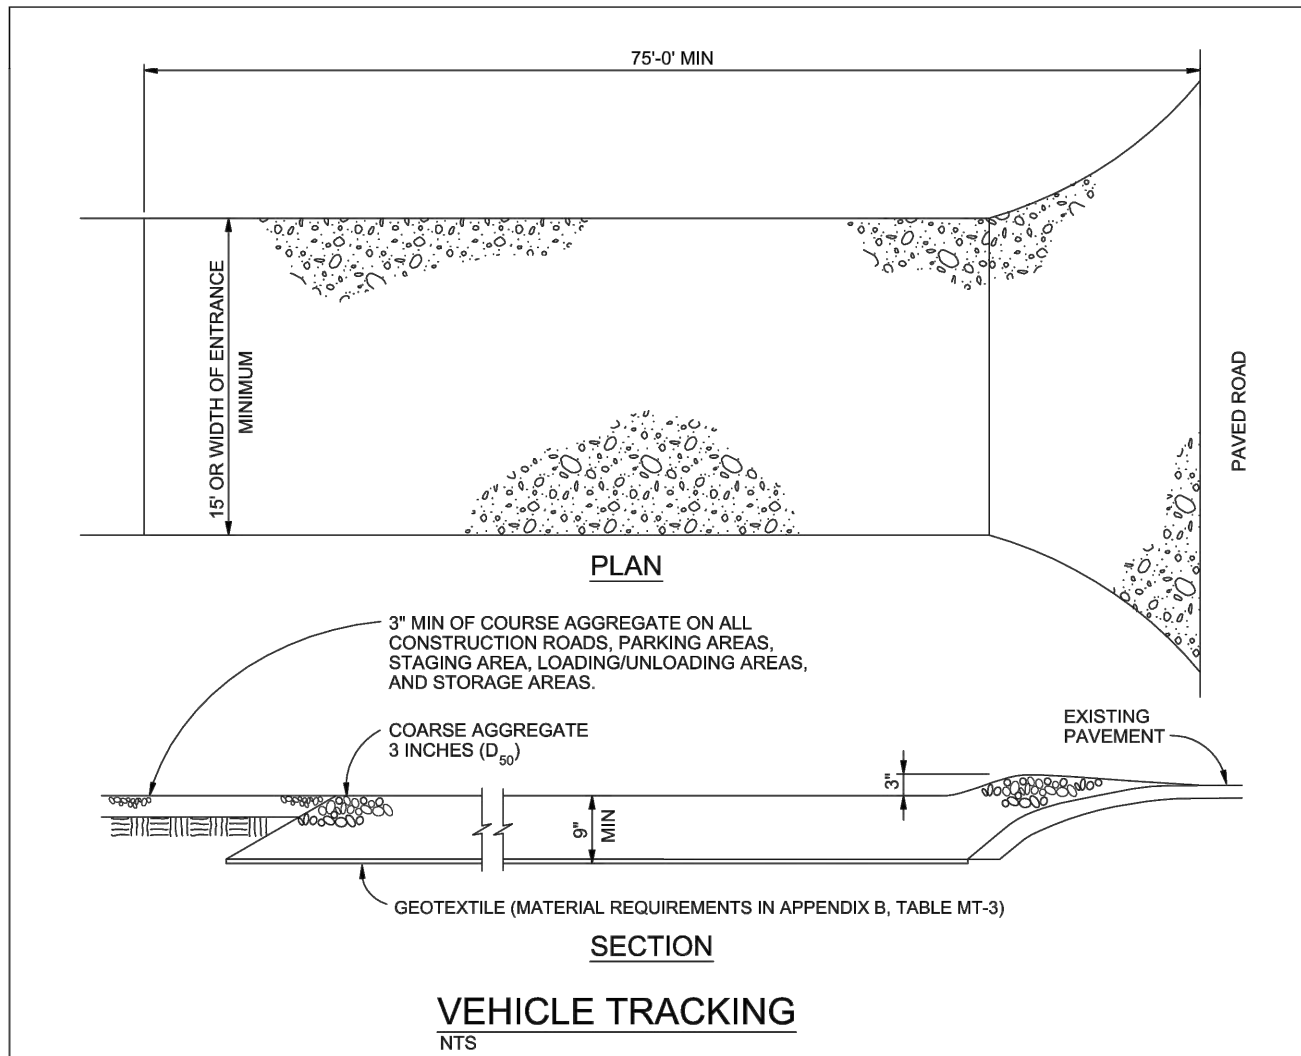 75'-0' MIN
15' OR WIDTH OF ENTRANCE
MINIMUM
PAVED ROAD
PLAN
3" MIN OF COURSE AGGREGATE ON ALL
CONSTRUCTION ROADS, PARKING AREAS,
STAGING AREA, LOADING/UNLOADING AREAS,
AND STORAGE AREAS.
COARSE AGGREGATE
3 INCHES (D50)
EXISTING
PAVEMENT
3"
9"
MIN
GEOTEXTILE (MATERIAL REQUIREMENTS IN APPENDIX B, TABLE MT-3)
SECTION
VEHICLE TRACKING
NTS